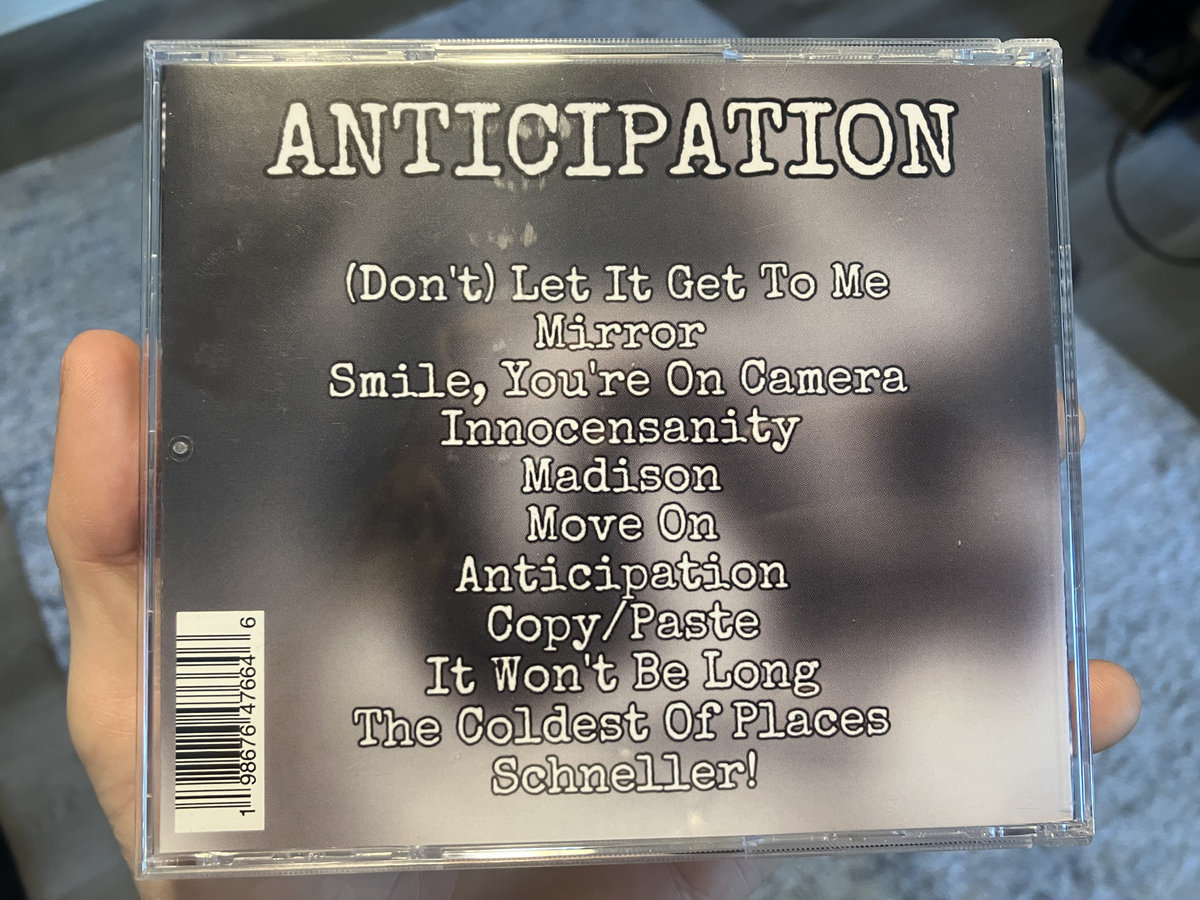 ANTICIPATION
(Don't) Let It Get To Me
Mirror
Smile, You're On Camera
Innocensanity
Madison
Move On
Anticipation
Copy/Paste
It Won't Be Long
The Coldest Of Places
Schneller!
1 98676 47664 6